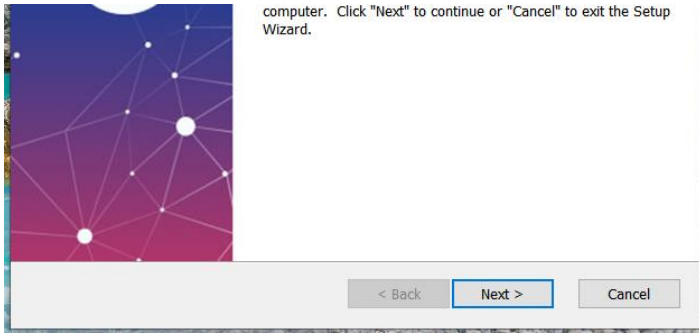 computer.  Click "Next" to continue or "Cancel" to exit the Setup
Wizard.
< Back
Next >
Cancel